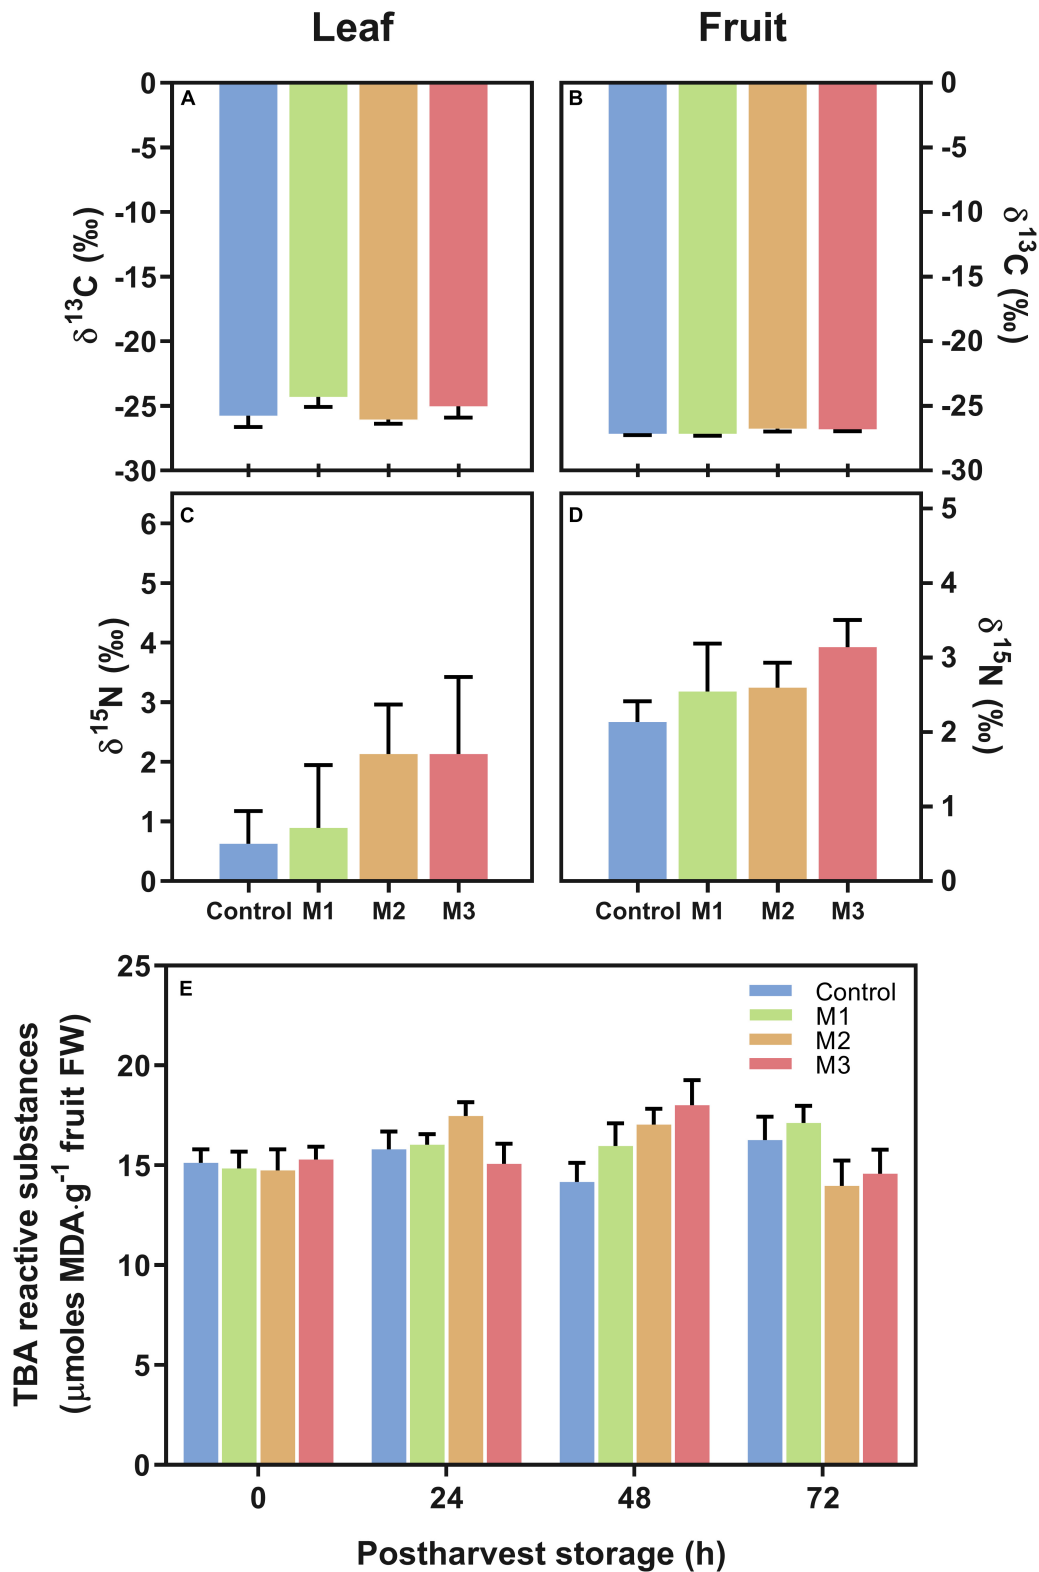 Leaf Fruit
A B
0 0
-5 -5
-10 -10
-15 -15
-20 -20
-25 -25
-30 -30
δ¹³C (‰) δ¹³C (‰)
C D
6 5
5 4
4 3
3 2
2 1
1 0
0
δ¹⁵N (‰) δ¹⁵N (‰)
Control M1 M2 M3 Control M1 M2 M3
E
25
20
15
10
5
0
TBA reactive substances
(μmoles MDA·g⁻¹ fruit FW)
Control
M1
M2
M3
0 24 48 72
Postharvest storage (h)